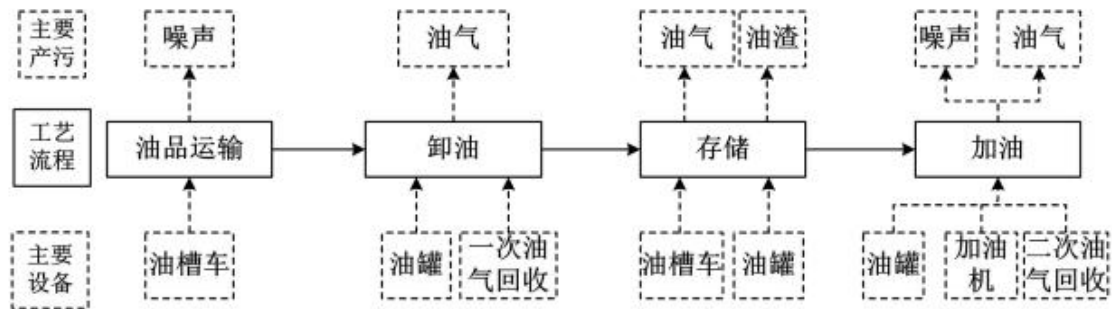 主要
产污
噪声
油气
油气
油渣
噪声
油气
工艺
流程
油品运输
卸油
存储
加油
主要
设备
油槽车
油罐
一次油
气回收
油槽车
油罐
油罐
加油
机
二次油
气回收